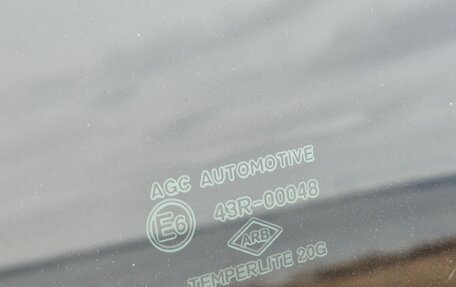 AGC AUTOMOTIVE
E6 43R-00048
ARB
TEMPERLITE 20G